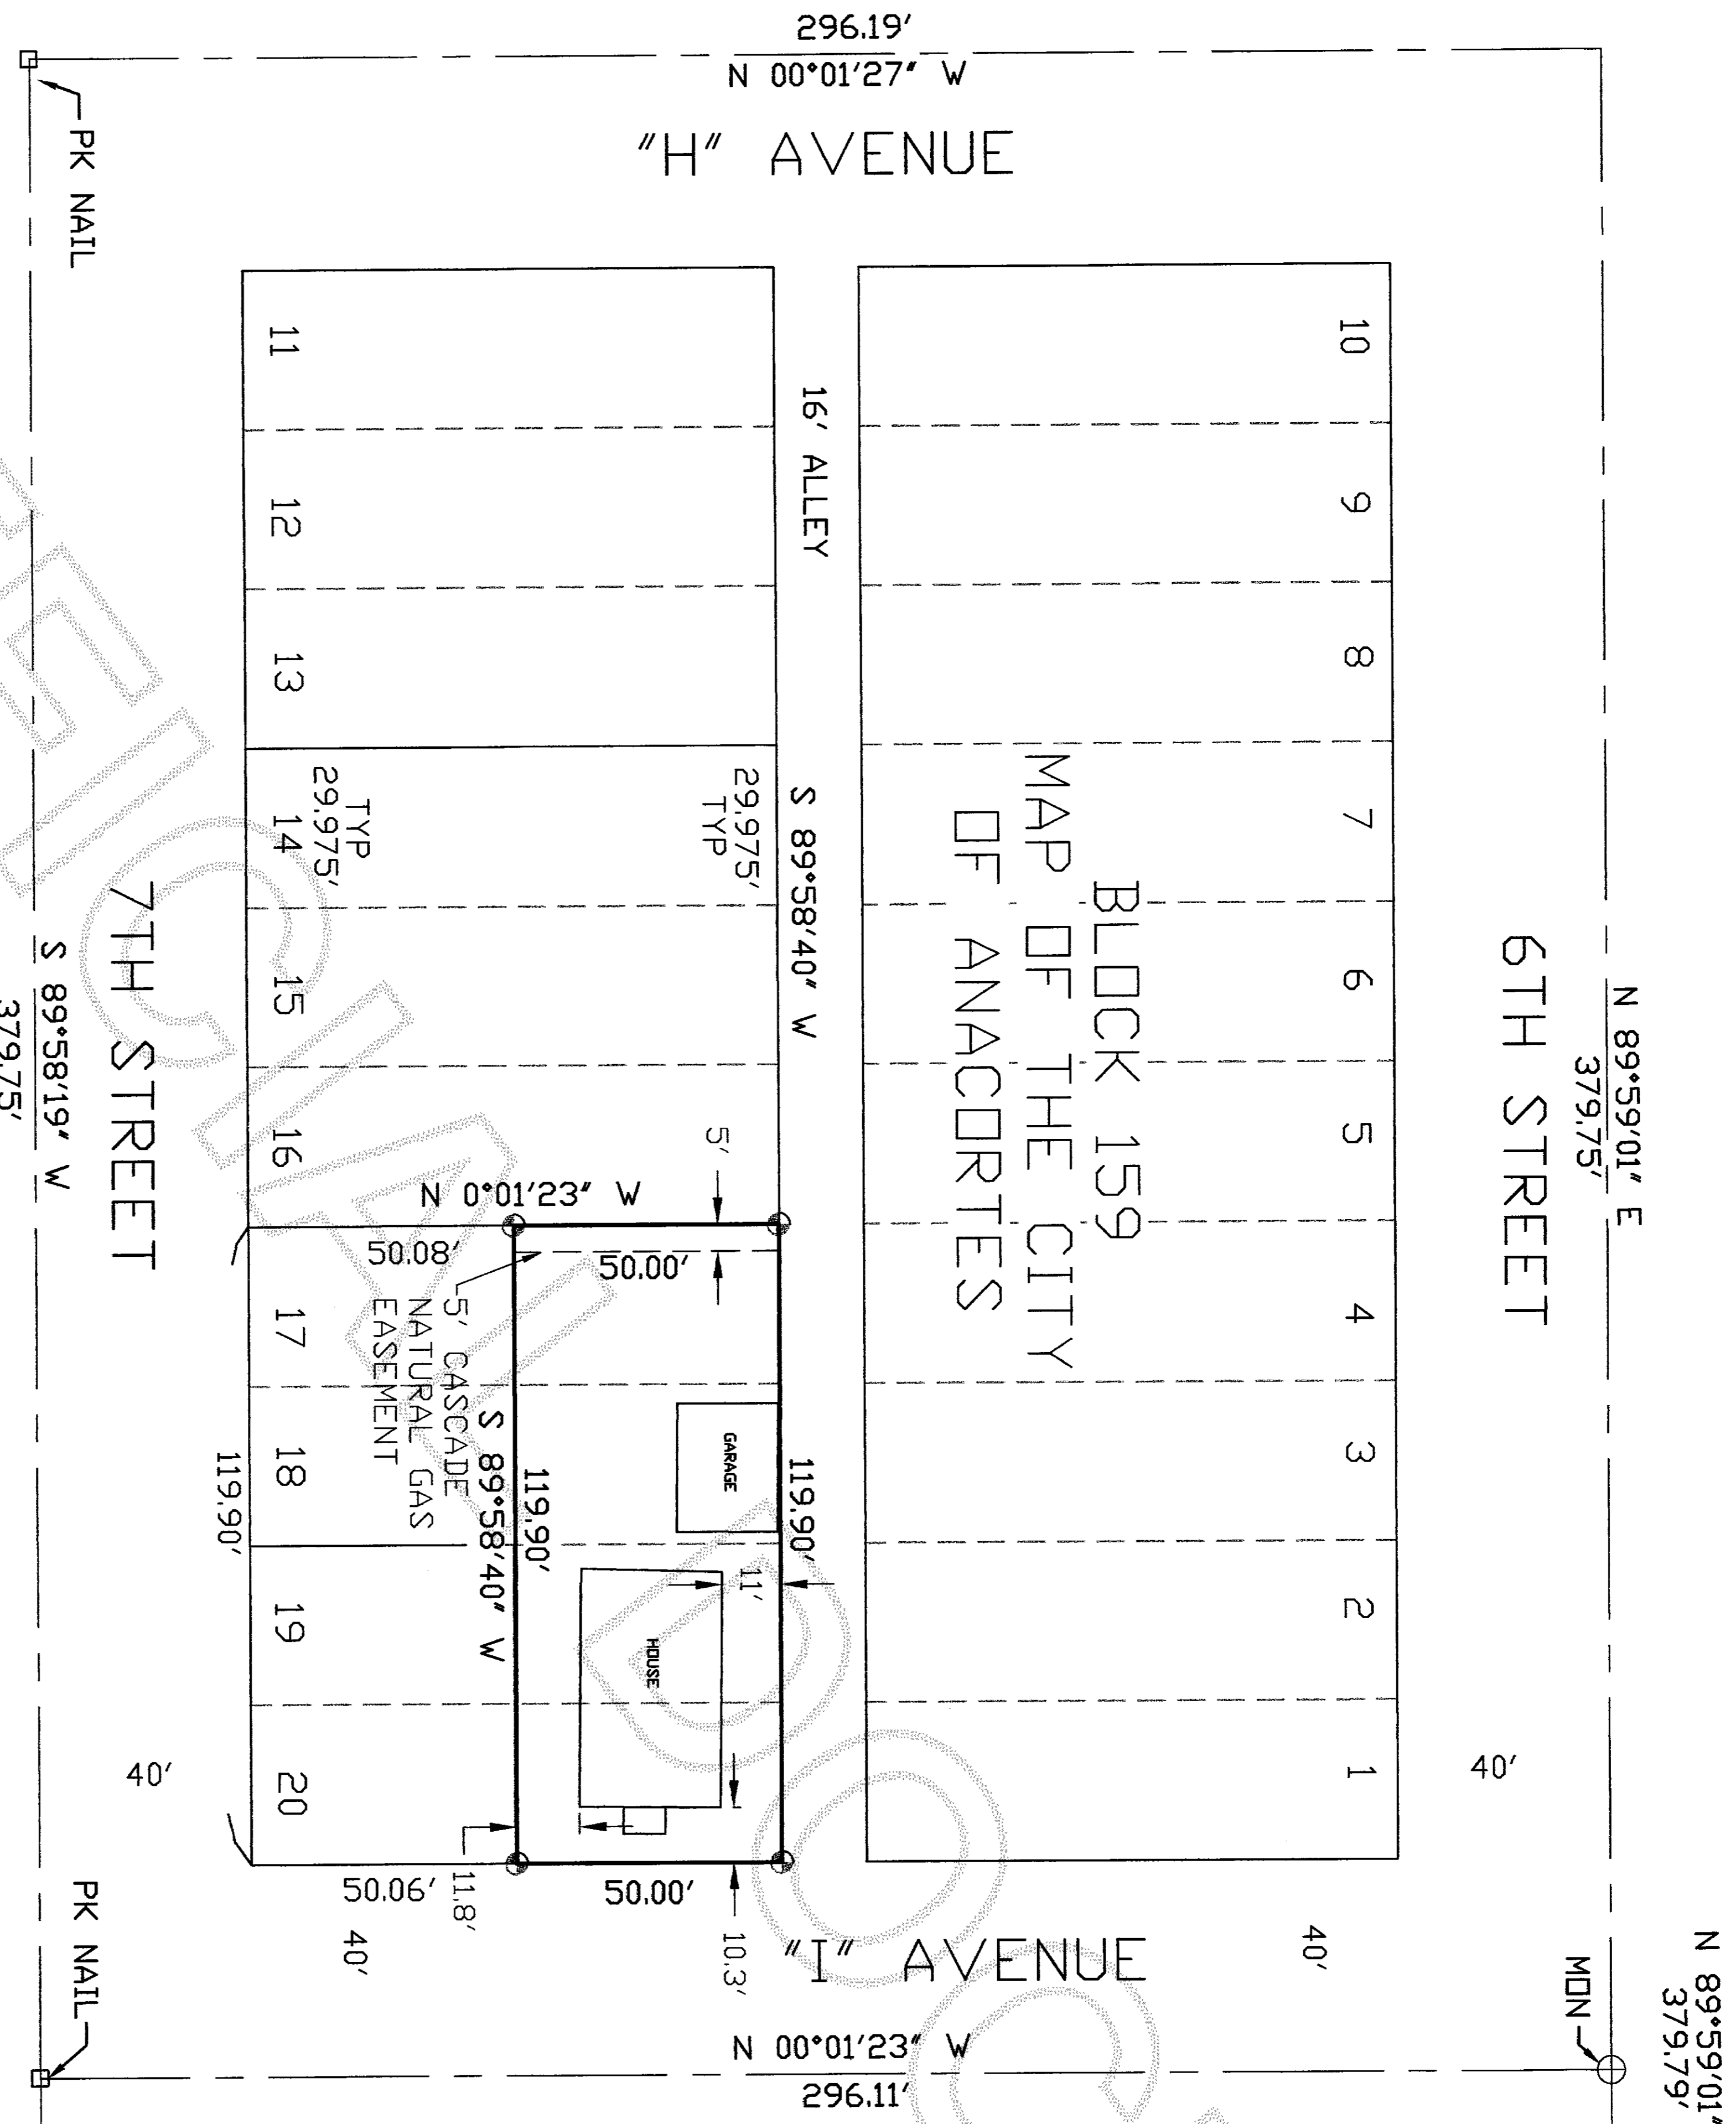 296.19'
N 00°01'27" W
"H" AVENUE
PK NAIL
10
9
8
7
6
5
4
3
2
1
11
12
13
14
15
16
17
18
19
20
16' ALLEY
S 89°58'40" W
29.975'
TYP
TYP
29.975'
BLOCK 159
MAP OF THE CITY
OF ANACORTES
6TH STREET
N 89°59'01" E
379.75'
7TH STREET
S 89°58'19" W
379.75'
5'
N 0°01'23" W
50.08'
50.00'
5' CASCADE
NATURAL GAS
EASEMENT
GARAGE
119.90'
119.90'
S 89°58'40" W
119.90'
11'
HOUSE
40'
40'
50.06'
11.8'
50.00'
10.3'
40'
40'
"I" AVENUE
PK NAIL
N 00°01'23" W
296.11'
MON
N 89°59'01"
379.79'